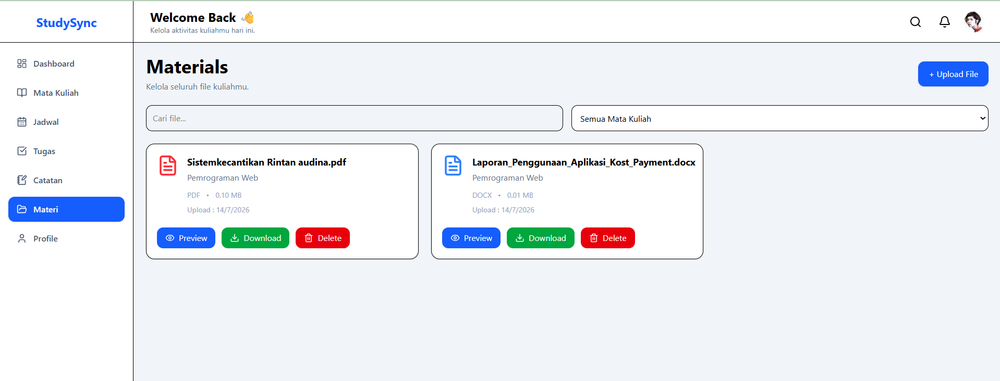 StudySync
Welcome Back 👋
Kelola aktivitas kuliahmu hari ini.
Dashboard
Mata Kuliah
Jadwal
Tugas
Catatan
Materi
Profile
Materials
Kelola seluruh file kuliahmu.
+ Upload File
Cari file...
Semua Mata Kuliah
Sistemkecantikan Rintan audina.pdf
Pemrograman Web
PDF • 0.10 MB
Upload : 14/7/2026
Preview Download Delete
Laporan_Penggunaan_Aplikasi_Kost_Payment.docx
Pemrograman Web
DOCX • 0.01 MB
Upload : 14/7/2026
Preview Download Delete